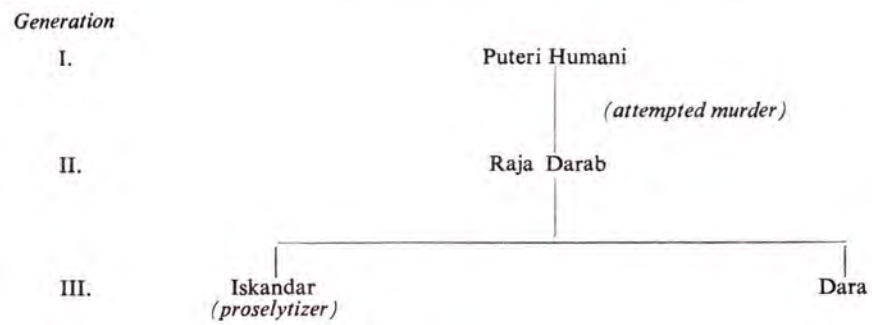 Generation
I. Puteri Humani
(attempted murder)
II. Raja Darab
III. Iskandar Dara
(proselytizer)